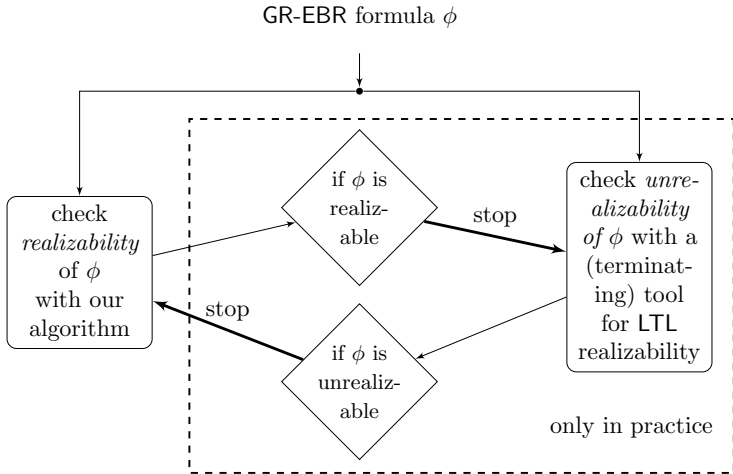 GR-EBR formula ϕ
check
realizability
of ϕ
with our
algorithm
if ϕ is
realiz-
able
stop
check unre-
alizability
of ϕ with a
(terminat-
ing) tool
for LTL
realizability
stop
if ϕ is
unrealiz-
able
only in practice